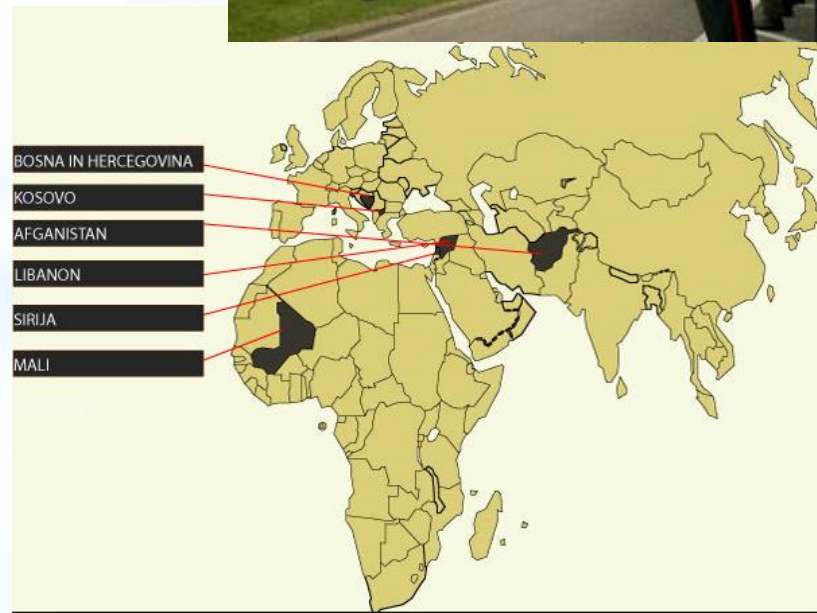 BOSNA IN HERCEGOVINA
KOSOVO
AFGANISTAN
LIBANON
SIRIJA
MALI